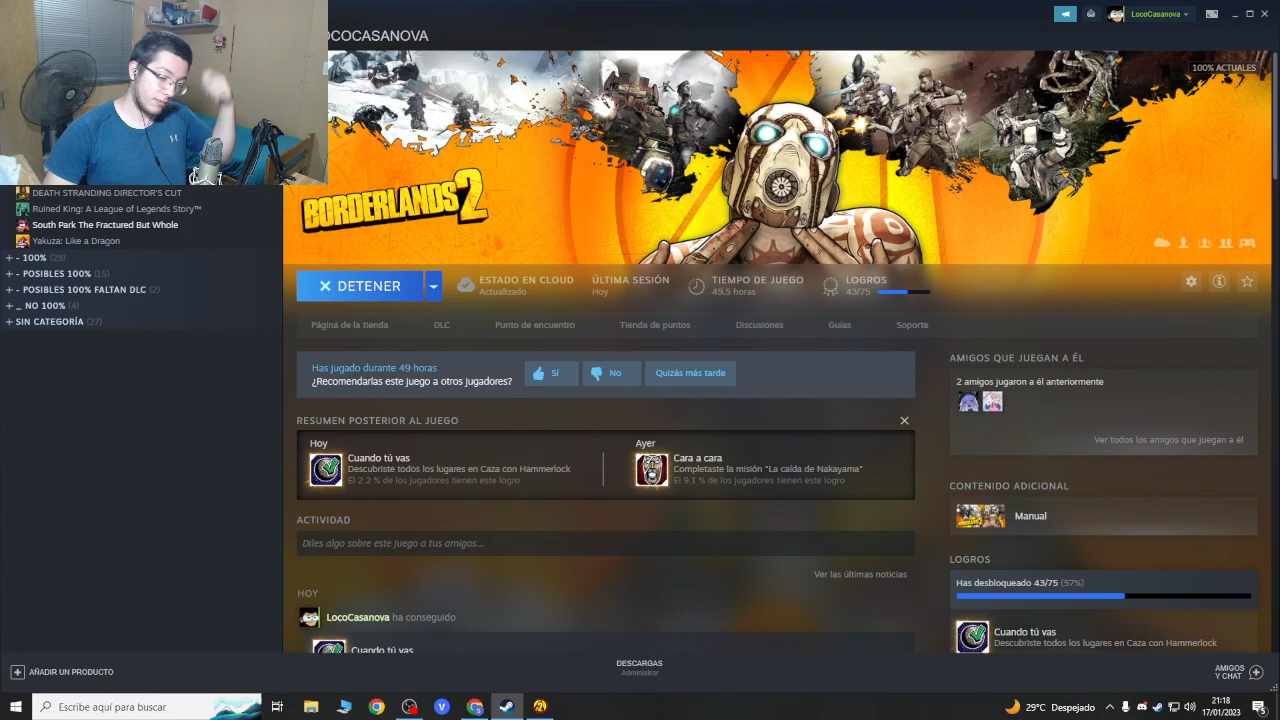 LocoCasanova
OCOCASANOVA
100% ACTUALES
BORDERLANDS 2
DEATH STRANDING DIRECTOR'S CUT
Ruined King: A League of Legends Story™
South Park The Fractured But Whole
Yakuza: Like a Dragon
+ - 100% (29)
+ - POSIBLES 100% (15)
+ - POSIBLES 100% FALTAN DLC (2)
+ _ NO 100% (4)
+ SIN CATEGORÍA (27)
DETENER
ESTADO EN CLOUD
Actualizado
ÚLTIMA SESIÓN
Hoy
TIEMPO DE JUEGO
49,5 horas
LOGROS
43/75
Página de la tienda DLC Punto de encuentro Tienda de puntos Discusiones Guías Soporte
Has jugado durante 49 horas
¿Recomendarías este juego a otros jugadores?
Sí No Quizás más tarde
RESUMEN POSTERIOR AL JUEGO
Hoy
Cuando tú vas
Descubriste todos los lugares en Caza con Hammerlock
El 2.2 % de los jugadores tienen este logro
Ayer
Cara a cara
Completaste la misión "La caída de Nakayama"
El 9.1 % de los jugadores tienen este logro
ACTIVIDAD
Diles algo sobre este juego a tus amigos...
Ver las últimas noticias
HOY
LocoCasanova ha conseguido
Cuando tú vas
AMIGOS QUE JUEGAN A ÉL
2 amigos jugaron a él anteriormente
Ver todos los amigos que juegan a él
CONTENIDO ADICIONAL
Manual
LOGROS
Has desbloqueado 43/75 (57%)
Cuando tú vas
Descubriste todos los lugares en Caza con Hammerlock
AÑADIR UN PRODUCTO
DESCARGAS
Administrar
AMIGOS
Y CHAT
Escribe aquí para buscar
29°C Despejado
21:18
17/01/2023